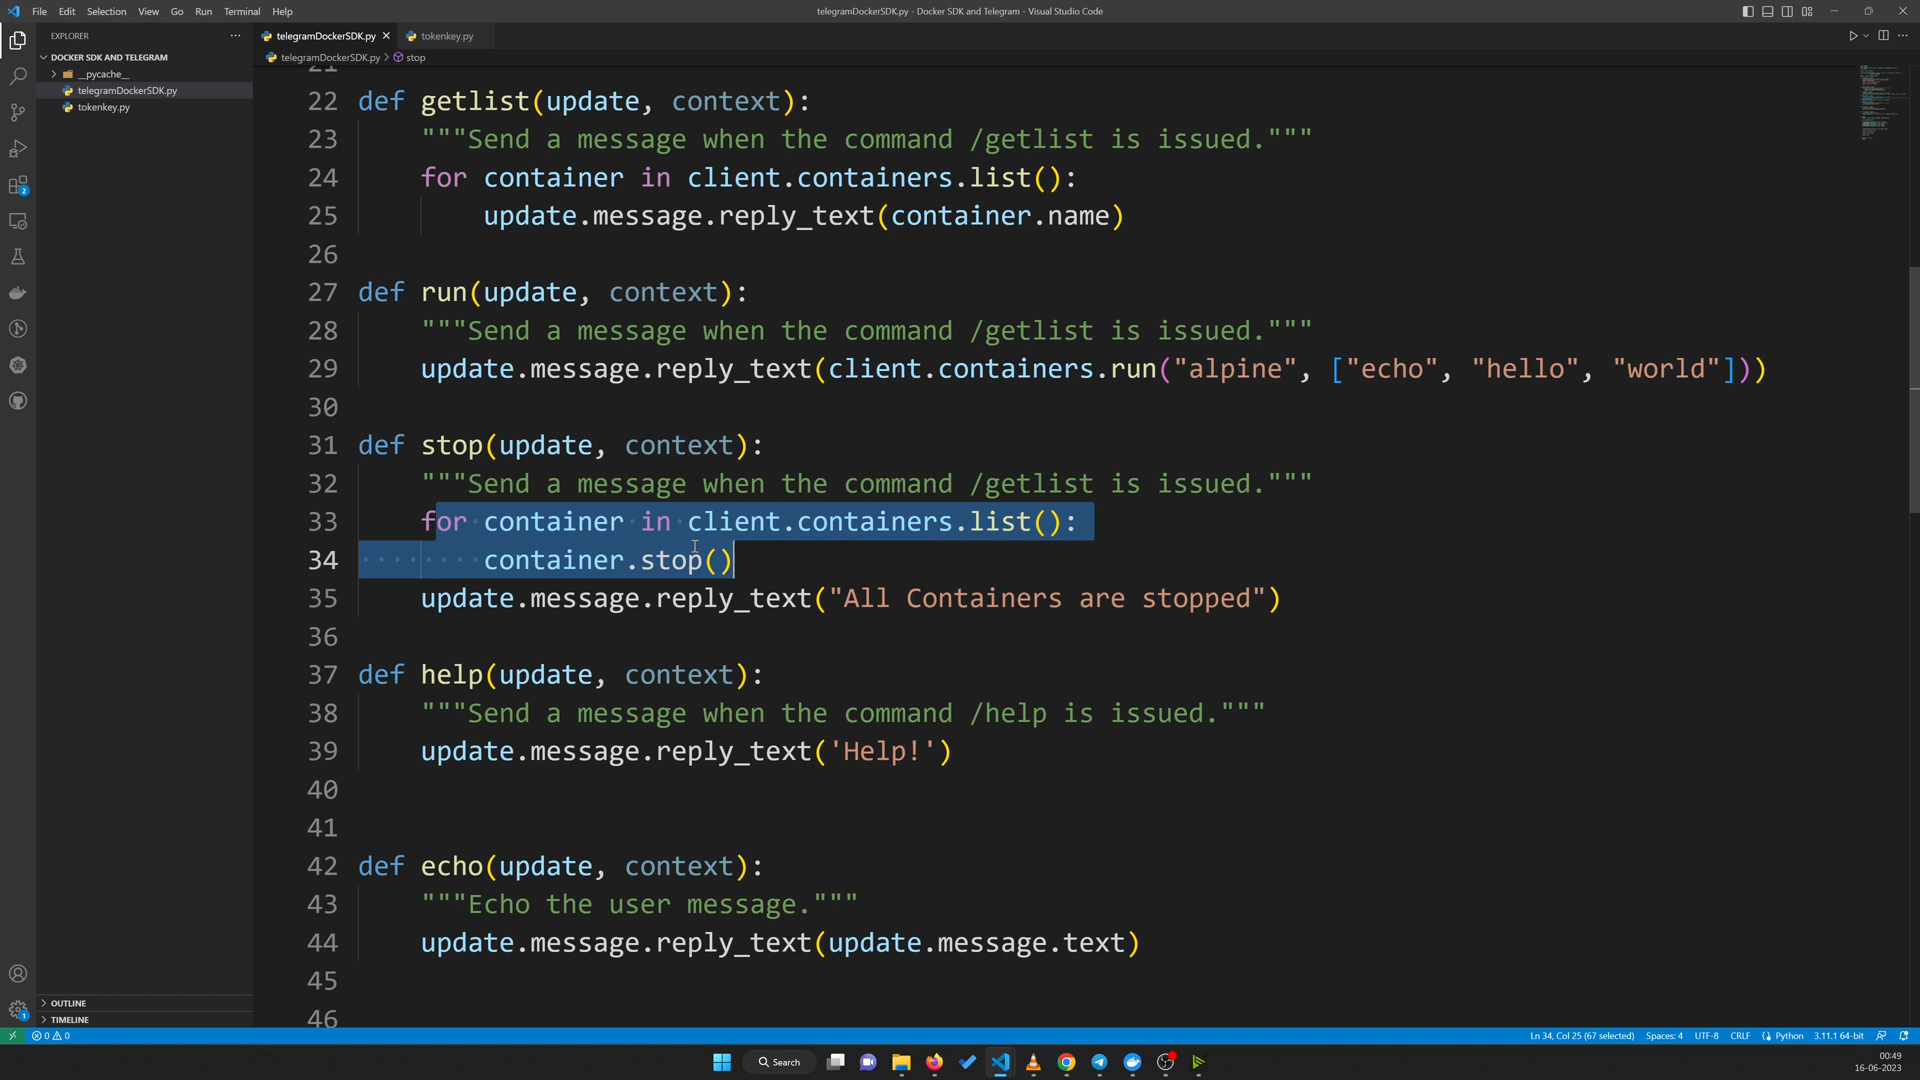 File Edit Selection View Go Run Terminal Help
telegramDockerSDK.py - Docker SDK and Telegram - Visual Studio Code
EXPLORER
DOCKER SDK AND TELEGRAM
__pycache__
telegramDockerSDK.py
tokenkey.py
OUTLINE
TIMELINE
telegramDockerSDK.py tokenkey.py
telegramDockerSDK.py > stop
21
22 def getlist(update, context):
23 """Send a message when the command /getlist is issued."""
24 for container in client.containers.list():
25 update.message.reply_text(container.name)
26
27 def run(update, context):
28 """Send a message when the command /getlist is issued."""
29 update.message.reply_text(client.containers.run("alpine", ["echo", "hello", "world"]))
30
31 def stop(update, context):
32 """Send a message when the command /getlist is issued."""
33 for container in client.containers.list():
34 container.stop()
35 update.message.reply_text("All Containers are stopped")
36
37 def help(update, context):
38 """Send a message when the command /help is issued."""
39 update.message.reply_text('Help!')
40
41
42 def echo(update, context):
43 """Echo the user message."""
44 update.message.reply_text(update.message.text)
45
46
2
1
0 0
Ln 34, Col 25 (67 selected) Spaces: 4 UTF-8 CRLF Python 3.11.1 64-bit
Search
00:49
16-06-2023